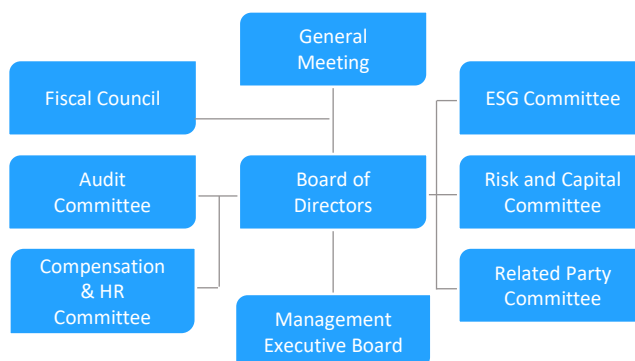 General
Meeting
Fiscal Council
ESG Committee
Audit
Committee
Board of
Directors
Risk and Capital
Committee
Compensation
& HR
Committee
Management
Executive Board
Related Party
Committee